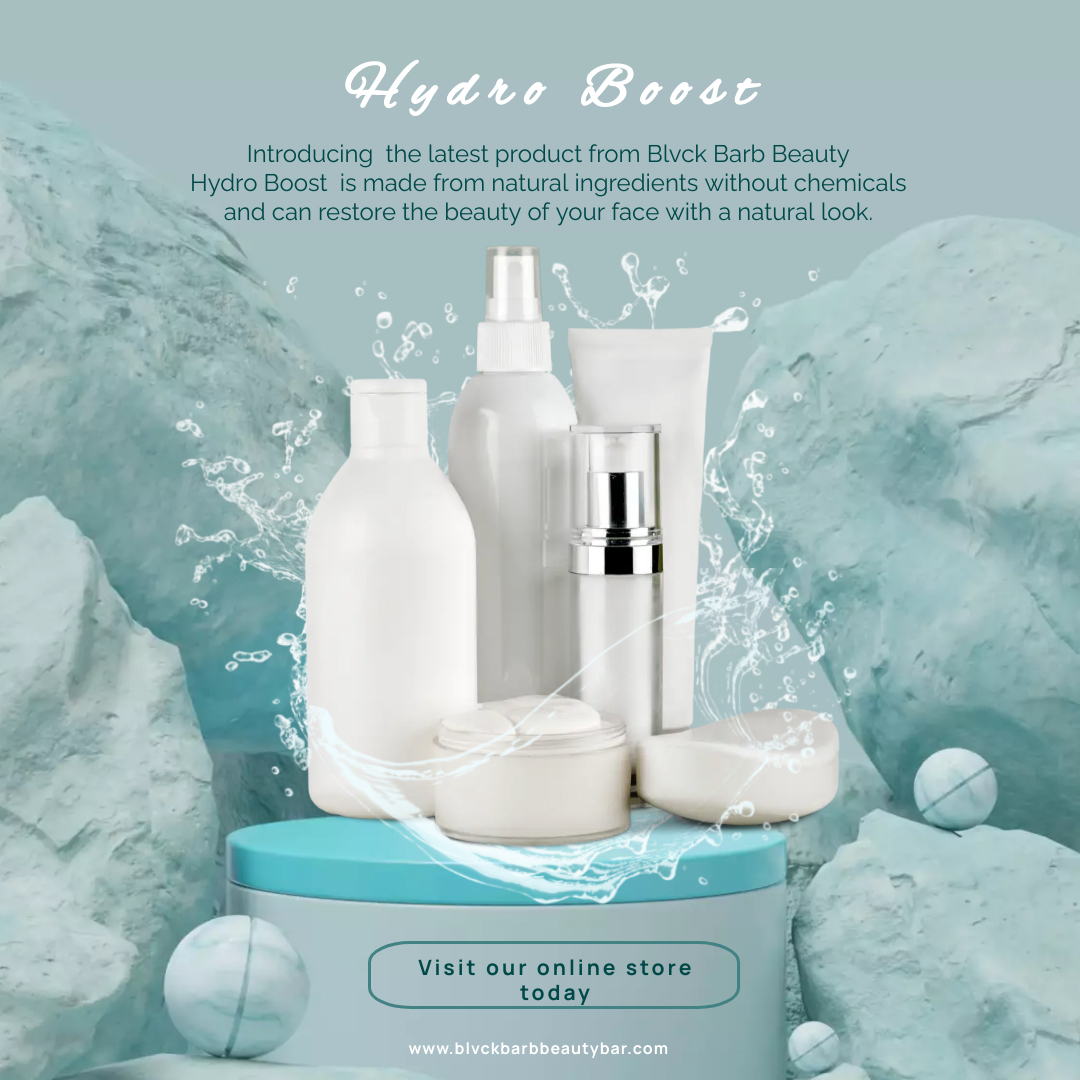 Hydro Boost
Introducing  the latest product from Blvck Barb Beauty
Hydro Boost  is made from natural ingredients without chemicals
and can restore the beauty of your face with a natural look.
Visit our online store
today
www.blvckbarbbeautybar.com